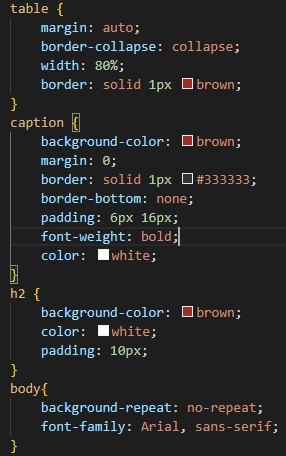 table {
    margin: auto;
    border-collapse: collapse;
    width: 80%;
    border: solid 1px brown;
}
caption {
    background-color: brown;
    margin: 0;
    border: solid 1px #333333;
    border-bottom: none;
    padding: 6px 16px;
    font-weight: bold;
    color: white;
}
h2 {
    background-color: brown;
    color: white;
    padding: 10px;
}
body{
    background-repeat: no-repeat;
    font-family: Arial, sans-serif;
}